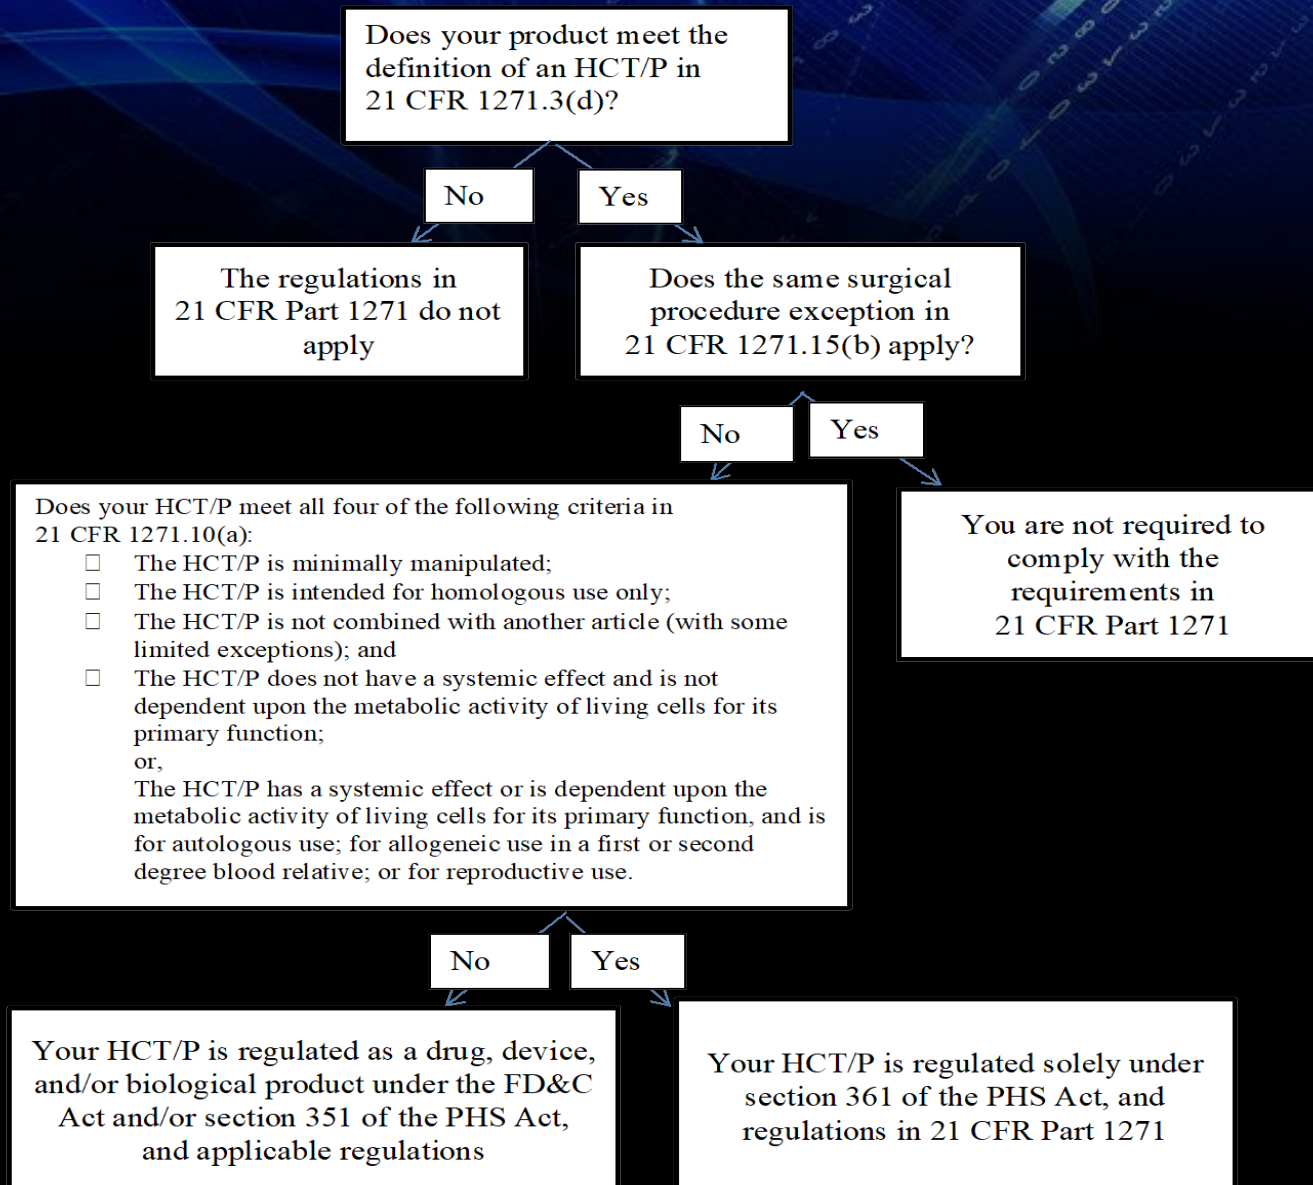 Does your product meet the
definition of an HCT/P in
21 CFR 1271.3(d)?
No
Yes
The regulations in
21 CFR Part 1271 do not
apply
Does the same surgical
procedure exception in
21 CFR 1271.15(b) apply?
No
Yes
Does your HCT/P meet all four of the following criteria in
21 CFR 1271.10(a):
☐ The HCT/P is minimally manipulated;
☐ The HCT/P is intended for homologous use only;
☐ The HCT/P is not combined with another article (with some
limited exceptions); and
☐ The HCT/P does not have a systemic effect and is not
dependent upon the metabolic activity of living cells for its
primary function;
or,
The HCT/P has a systemic effect or is dependent upon the
metabolic activity of living cells for its primary function, and is
for autologous use; for allogeneic use in a first or second
degree blood relative; or for reproductive use.
You are not required to
comply with the
requirements in
21 CFR Part 1271
No
Yes
Your HCT/P is regulated as a drug, device,
and/or biological product under the FD&C
Act and/or section 351 of the PHS Act,
and applicable regulations
Your HCT/P is regulated solely under
section 361 of the PHS Act, and
regulations in 21 CFR Part 1271